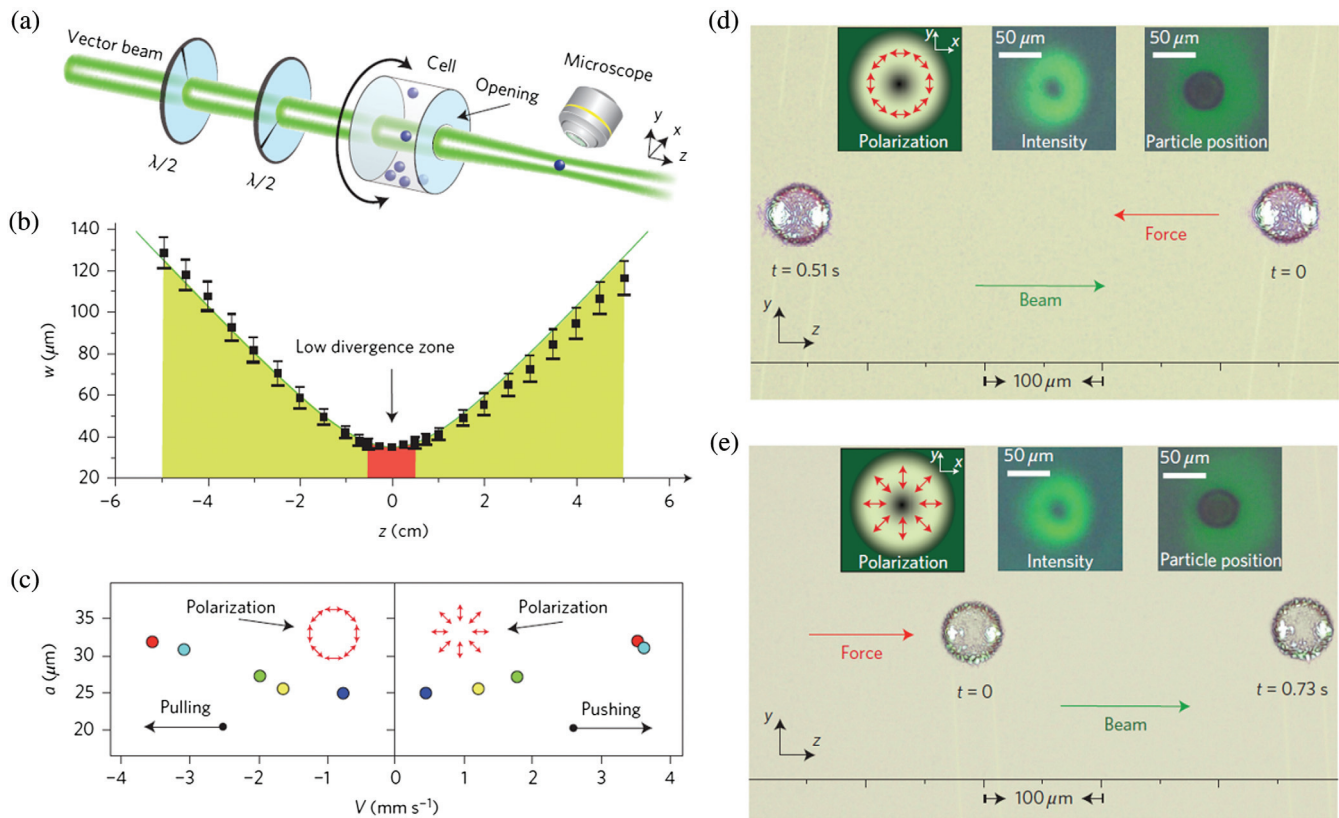 (a)
Vector beam
λ/2
λ/2
Cell
Opening
Microscope
y
x
z
(b)
140
120
100
80
60
40
20
w (μm)
Low divergence zone
−6
−4
−2
0
2
4
6
z (cm)
(c)
35
30
25
20
a (μm)
Polarization
Polarization
Pulling
Pushing
−4
−3
−2
−1
0
1
2
3
4
V (mm s⁻¹)
(d)
y
x
Polarization
50 μm
Intensity
50 μm
Particle position
Force
t = 0.51 s
t = 0
Beam
y
z
100 μm
(e)
y
x
Polarization
50 μm
Intensity
50 μm
Particle position
Force
t = 0
t = 0.73 s
Beam
y
z
100 μm